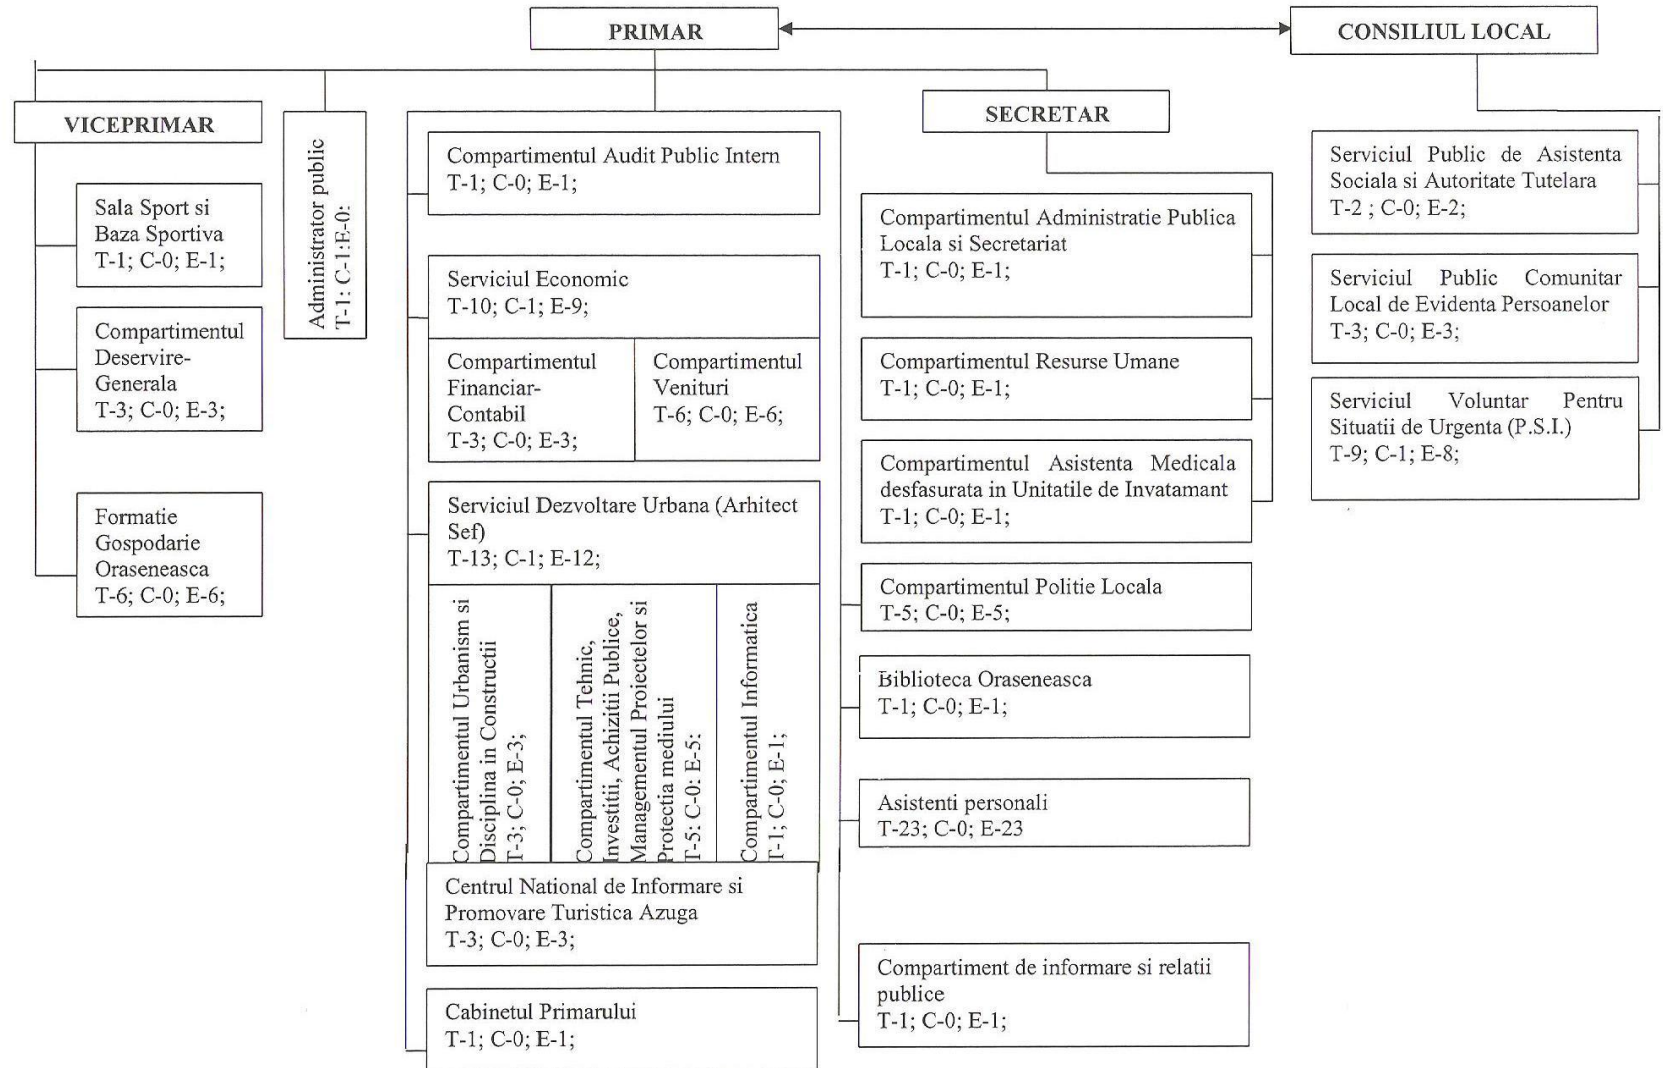 PRIMAR
CONSILIUL LOCAL
VICEPRIMAR
Administrator public
T-1: C-1:E-0:
SECRETAR
Sala Sport si
Baza Sportiva
T-1; C-0; E-1;
Compartimentul
Deservire-
Generala
T-3; C-0; E-3;
Formatie
Gospodarie
Oraseneasca
T-6; C-0; E-6;
Compartimentul Audit Public Intern
T-1; C-0; E-1;
Serviciul Economic
T-10; C-1; E-9;
Compartimentul
Financiar-
Contabil
T-3; C-0; E-3;
Compartimentul
Venituri
T-6; C-0; E-6;
Serviciul Dezvoltare Urbana (Arhitect
Sef)
T-13; C-1; E-12;
Compartimentul Urbanism si
Disciplina in Constructii
T-3; C-0; E-3;
Compartimentul Tehnic,
Investitii, Achizitii Publice,
Managementul Proiectelor si
Protectia mediului
T-5: C-0: E-5:
Compartimentul Informatica
T-1; C-0; E-1;
Centrul National de Informare si
Promovare Turistica Azuga
T-3; C-0; E-3;
Cabinetul Primarului
T-1; C-0; E-1;
Compartimentul Administratie Publica
Locala si Secretariat
T-1; C-0; E-1;
Compartimentul Resurse Umane
T-1; C-0; E-1;
Compartimentul Asistenta Medicala
desfasurata in Unitatile de Invatamant
T-1; C-0; E-1;
Compartimentul Politie Locala
T-5; C-0; E-5;
Biblioteca Oraseneasca
T-1; C-0; E-1;
Asistenti personali
T-23; C-0; E-23
Compartiment de informare si relatii
publice
T-1; C-0; E-1;
Serviciul Public de Asistenta
Sociala si Autoritate Tutelara
T-2 ; C-0; E-2;
Serviciul Public Comunitar
Local de Evidenta Persoanelor
T-3; C-0; E-3;
Serviciul Voluntar Pentru
Situatii de Urgenta (P.S.I.)
T-9; C-1; E-8;